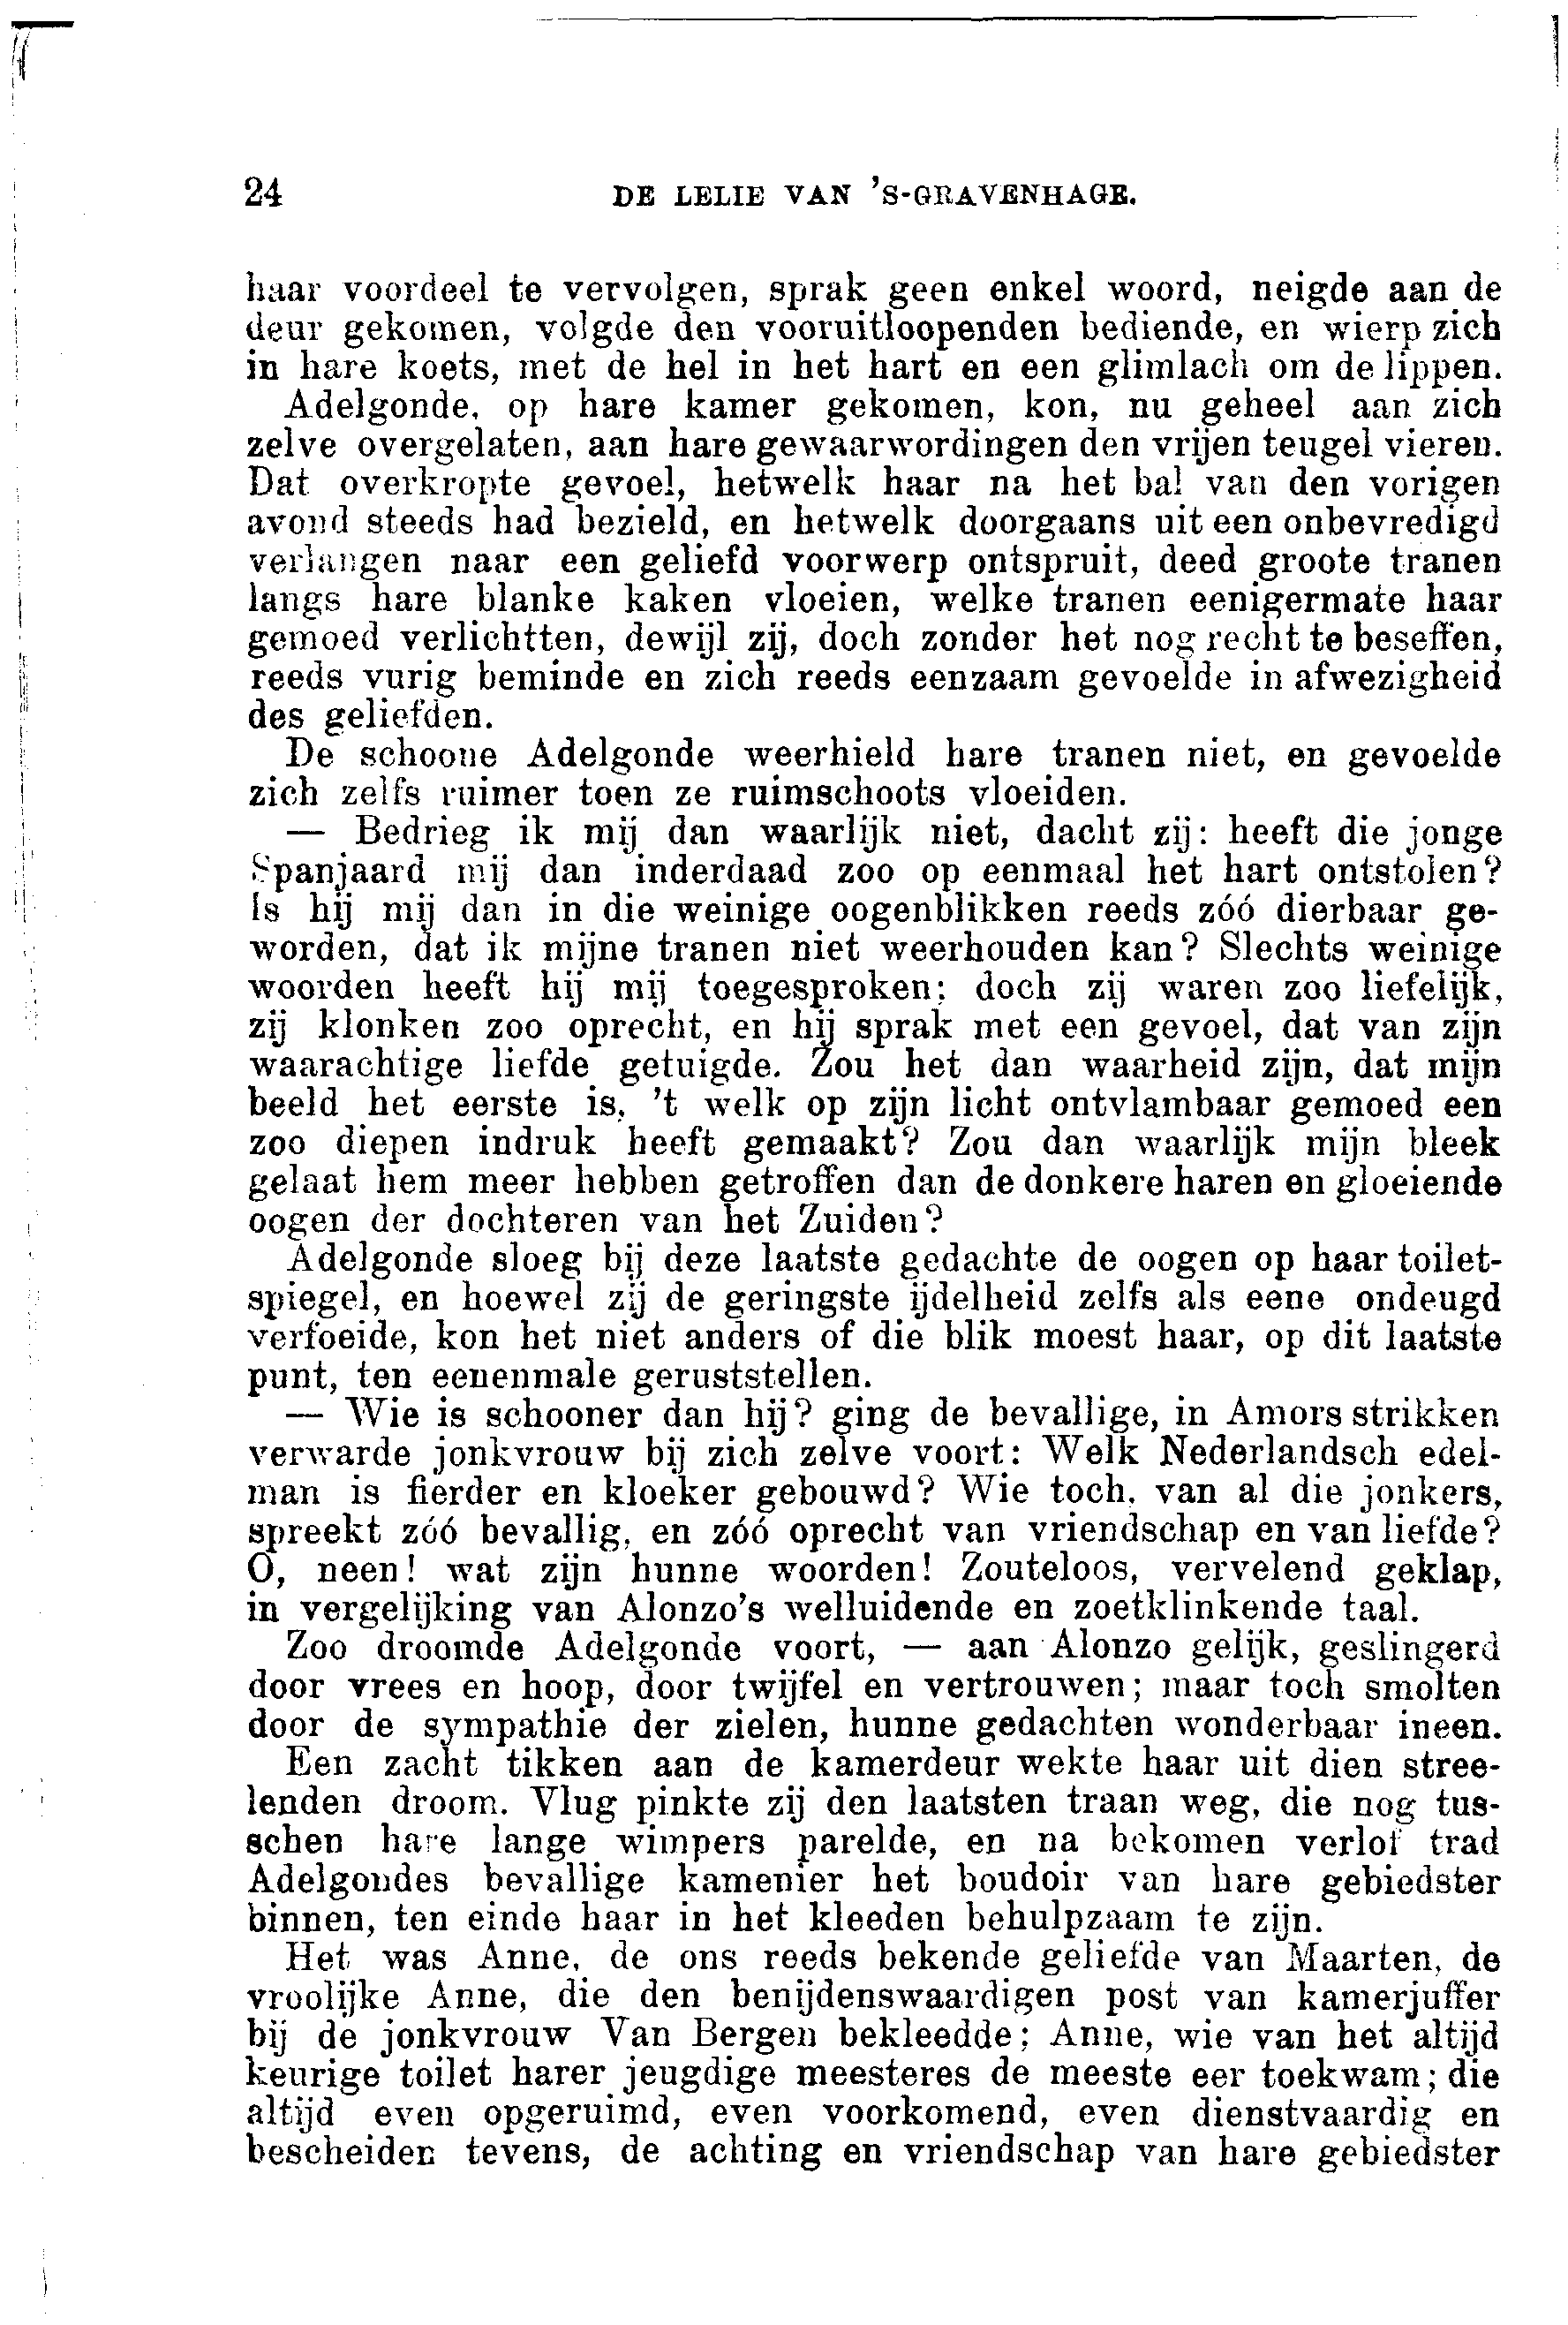 24 DE LELIE VAN 'S-GRAVENHAGE.
haar voordeel te vervolgen, sprak geen enkel woord, neigde aan de
deur gekomen, volgde den vooruitloopenden bediende, en wierp zich
in hare koets, met de hel in het hart en een glimlach om de lippen.
Adelgonde, op hare kamer gekomen, kon, nu geheel aan zich
zelve overgelaten, aan hare gewaarwordingen den vrijen teugel vieren.
Dat overkropte gevoel, hetwelk haar na het bal van den vorigen
avond steeds had bezield, en hetwelk doorgaans uit een onbevredigd
verlangen naar een geliefd voorwerp ontspruit, deed groote tranen
langs hare blanke kaken vloeien, welke tranen eenigermate haar
gemoed verlichtten, dewijl zij, doch zonder het nog recht te beseffen,
reeds vurig beminde en zich reeds eenzaam gevoelde in afwezigheid
des geliefden.
De schoone Adelgonde weerhield hare tranen niet, en gevoelde
zich zelfs ruimer toen ze ruimschoots vloeiden.
— Bedrieg ik mij dan waarlijk niet, dacht zij: heeft die jonge
Spanjaard mij dan inderdaad zoo op eenmaal het hart ontstolen?
Is hij mij dan in die weinige oogenblikken reeds zóó dierbaar ge-
worden, dat ik mijne tranen niet weerhouden kan? Slechts weinige
woorden heeft hij mij toegesproken; doch zij waren zoo liefelijk,
zij klonken zoo oprecht, en hij sprak met een gevoel, dat van zijn
waarachtige liefde getuigde. Zou het dan waarheid zijn, dat mijn
beeld het eerste is, 't welk op zijn licht ontvlambaar gemoed een
zoo diepen indruk heeft gemaakt? Zou dan waarlijk mijn bleek
gelaat hem meer hebben getroffen dan de donkere haren en gloeiende
oogen der dochteren van het Zuiden?
Adelgonde sloeg bij deze laatste gedachte de oogen op haar toilet-
spiegel, en hoewel zij de geringste ijdelheid zelfs als eene ondeugd
verfoeide, kon het niet anders of die blik moest haar, op dit laatste
punt, ten eenenmale geruststellen.
— Wie is schooner dan hij? ging de bevallige, in Amors strikken
verwarde jonkvrouw bij zich zelve voort: Welk Nederlandsch edel-
man is fierder en kloeker gebouwd? Wie toch, van al die jonkers,
spreekt zóó bevallig, en zóó oprecht van vriendschap en van liefde?
O, neen! wat zijn hunne woorden! Zouteloos, vervelend geklap,
in vergelijking van Alonzo's welluidende en zoetklinkende taal.
Zoo droomde Adelgonde voort, — aan Alonzo gelijk, geslingerd
door vrees en hoop, door twijfel en vertrouwen; maar toch smolten
door de sympathie der zielen, hunne gedachten wonderbaar ineen.
Een zacht tikken aan de kamerdeur wekte haar uit dien stree-
lenden droom. Vlug pinkte zij den laatsten traan weg, die nog tus-
schen hare lange wimpers parelde, en na bekomen verlof trad
Adelgondes bevallige kamenier het boudoir van hare gebiedster
binnen, ten einde haar in het kleeden behulpzaam te zijn.
Het was Anne, de ons reeds bekende geliefde van Maarten, de
vroolijke Anne, die den benijdenswaardigen post van kamerjuffer
bij de jonkvrouw Van Bergen bekleedde; Anne, wie van het altijd
keurige toilet harer jeugdige meesteres de meeste eer toekwam; die
altijd even opgeruimd, even voorkomend, even dienstvaardig en
bescheiden tevens, de achting en vriendschap van hare gebiedster